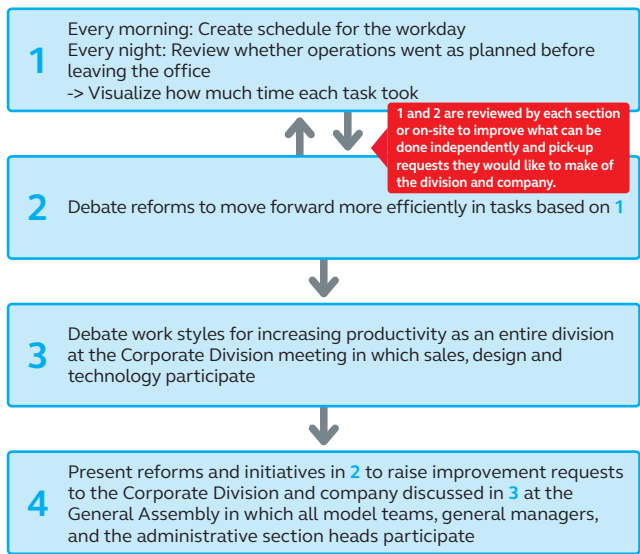 1
Every morning: Create schedule for the workday
Every night: Review whether operations went as planned before
leaving the office
-> Visualize how much time each task took
1 and 2 are reviewed by each section
or on-site to improve what can be
done independently and pick-up
requests they would like to make of
the division and company.
2
Debate reforms to move forward more efficiently in tasks based on 1
3
Debate work styles for increasing productivity as an entire division
at the Corporate Division meeting in which sales, design and
technology participate
4
Present reforms and initiatives in 2 to raise improvement requests
to the Corporate Division and company discussed in 3 at the
General Assembly in which all model teams, general managers,
and the administrative section heads participate